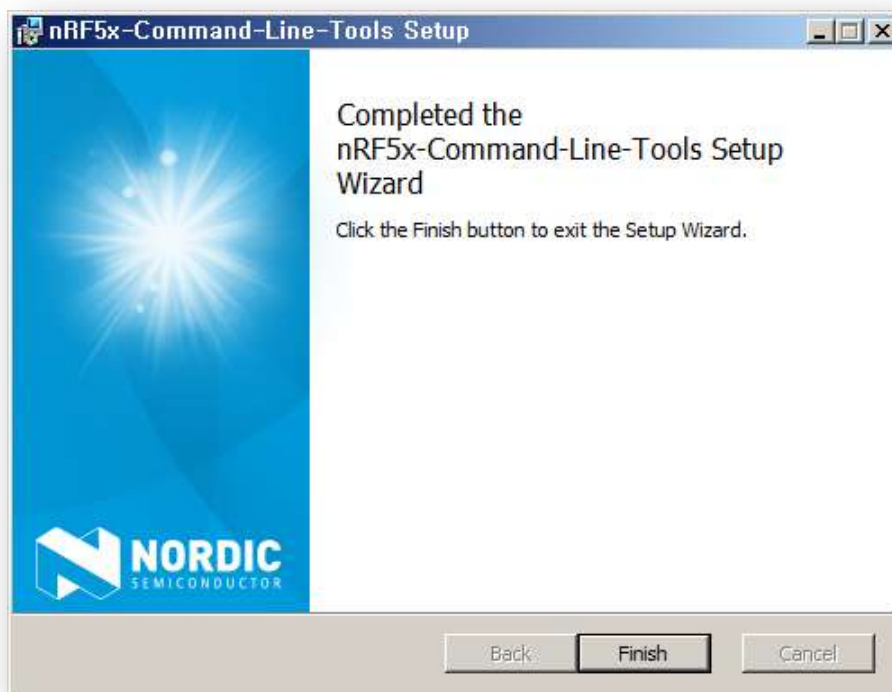 nRF5x-Command-Line-Tools Setup
Completed the
nRF5x-Command-Line-Tools Setup
Wizard
Click the Finish button to exit the Setup Wizard.
NORDIC
SEMICONDUCTOR
Back
Finish
Cancel